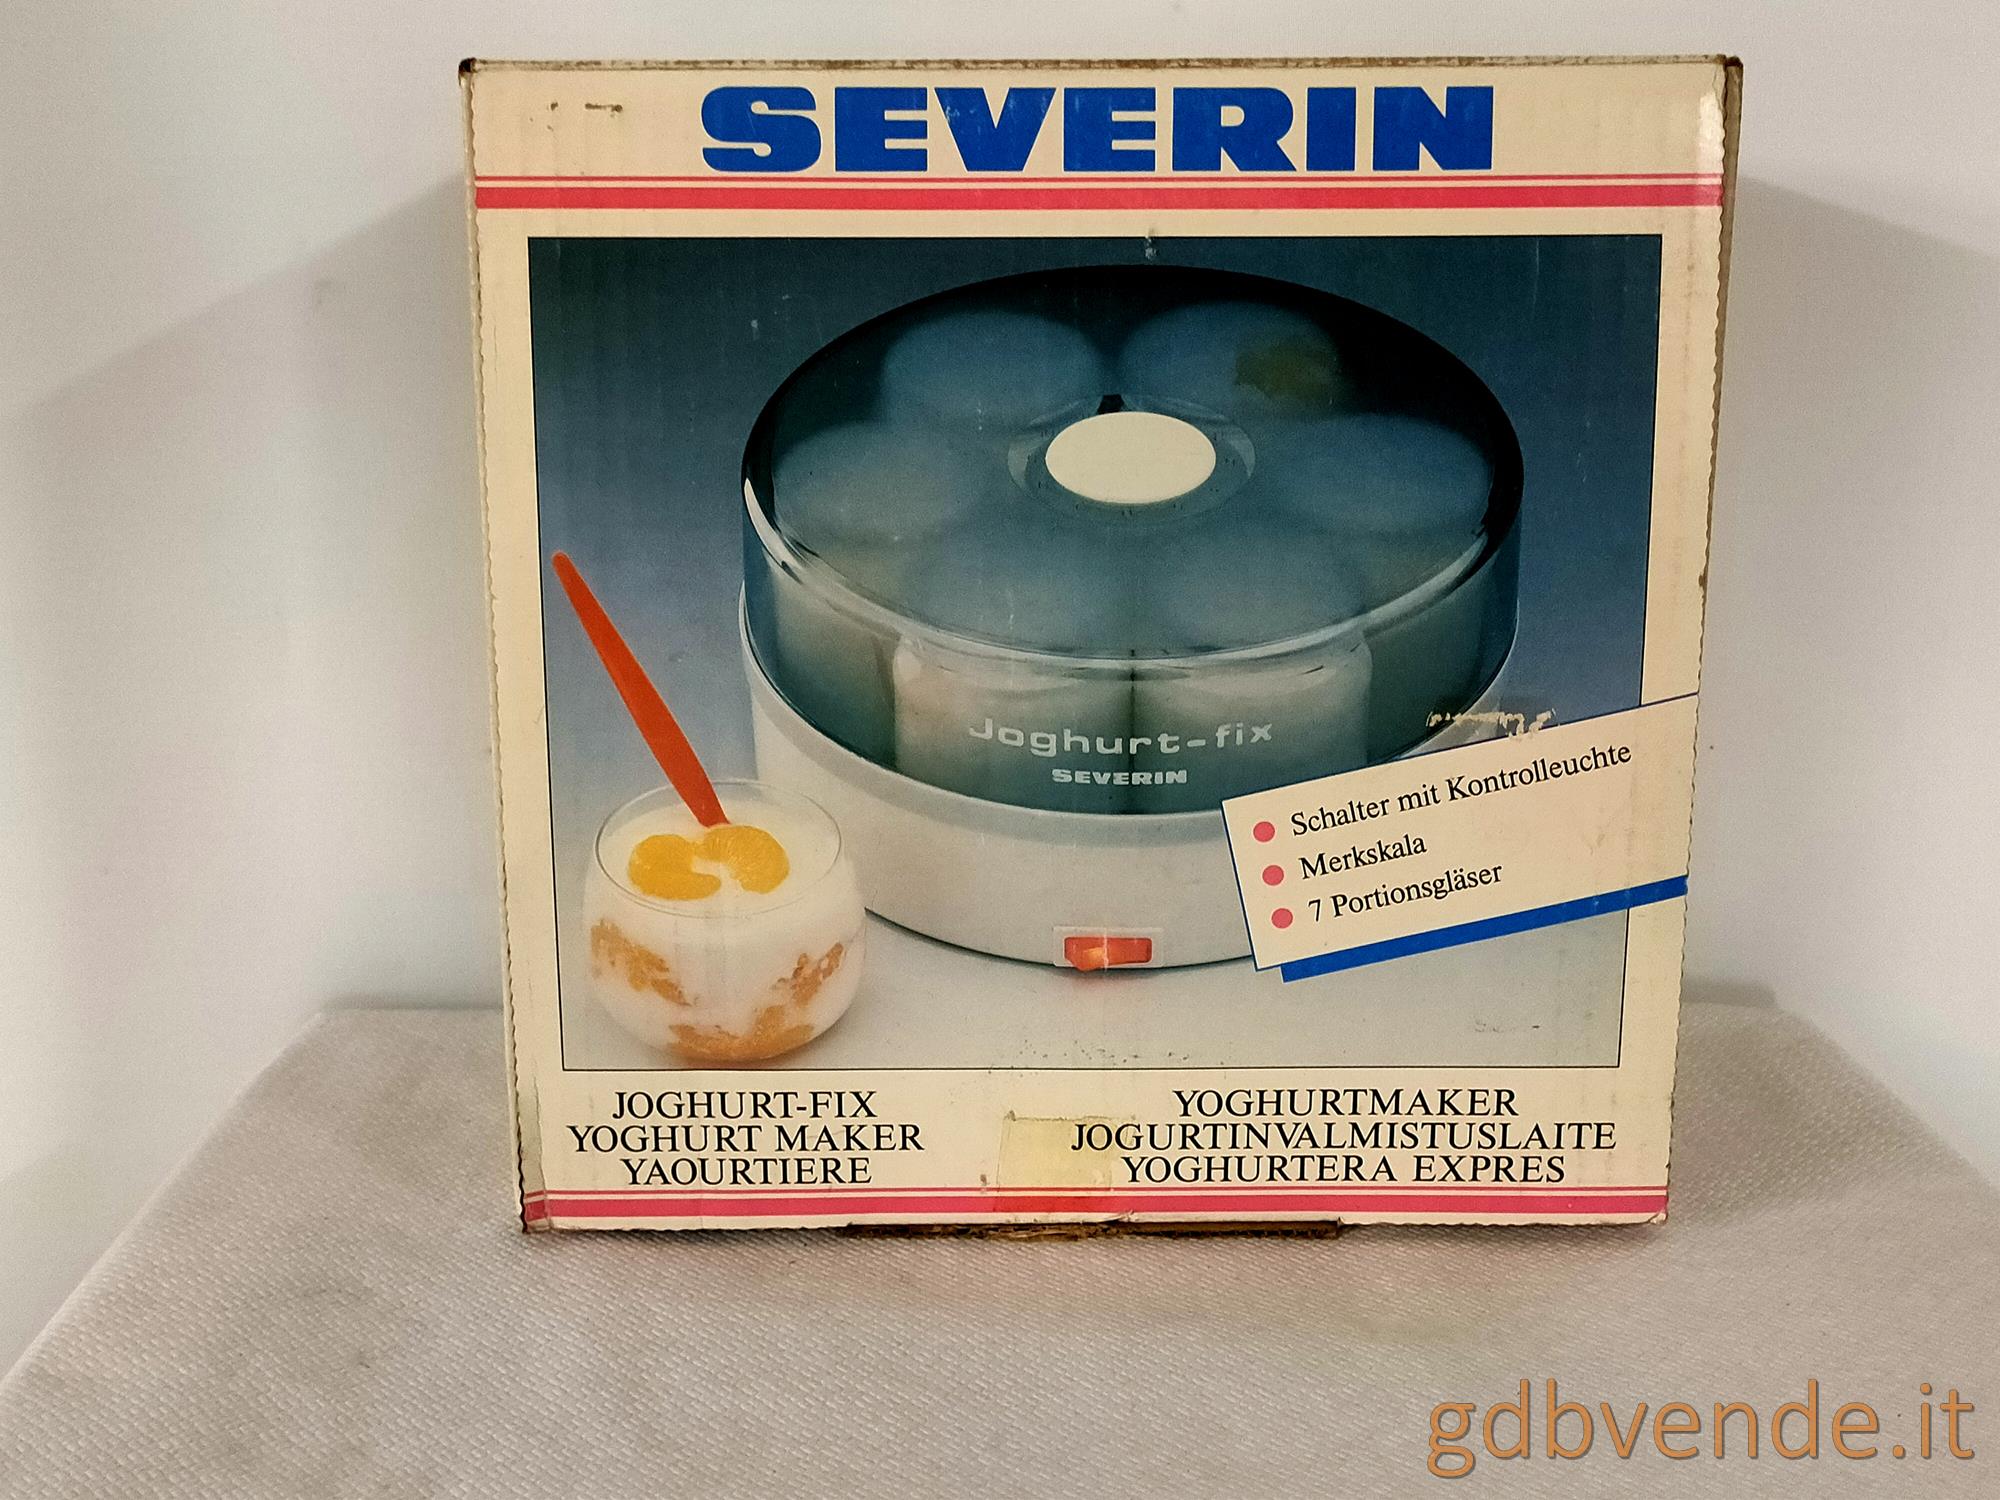 SEVERIN
Joghurt-fix
SEVERIN
Schalter mit Kontrolleuchte
Merkskala
7 Portionsgläser
JOGHURT-FIX
YOGHURT MAKER
YAOURTIERE
YOGHURTMAKER
JOGURTINVALMISTUSLAITE
YOGHURTERA EXPRES
gdbvende.it